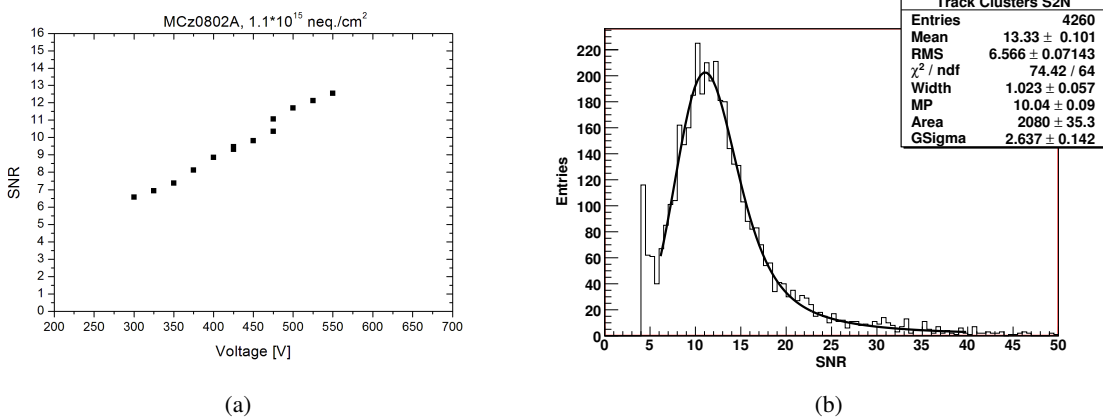 MCz0802A, 1.1*10^15 neq./cm^2
16
15
14
13
12
11
10
9
8
7
6
5
4
3
2
1
0
SNR
200 250 300 350 400 450 500 550 600 650 700
Voltage [V]
(a)
Track Clusters S2N
Entries 4260
Mean 13.33 ± 0.101
RMS 6.566 ± 0.07143
χ² / ndf 74.42 / 64
Width 1.023 ± 0.057
MP 10.04 ± 0.09
Area 2080 ± 35.3
GSigma 2.637 ± 0.142
220
200
180
160
140
120
100
80
60
40
20
0
Entries
0 5 10 15 20 25 30 35 40 45 50
SNR
(b)